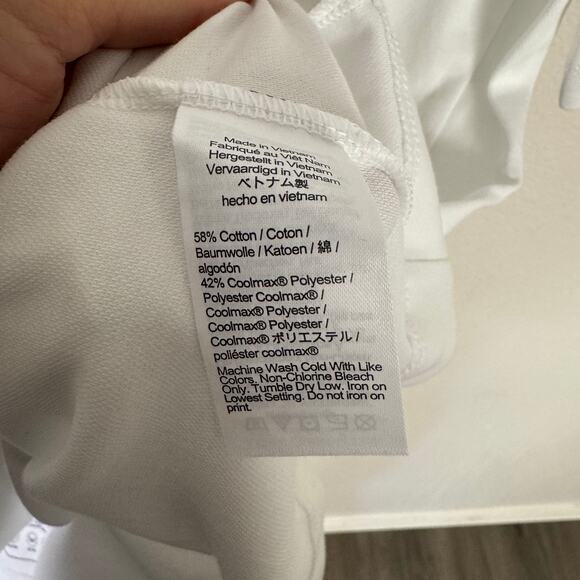 Made in Vietnam
Fabriqué au Viêt Nam
Hergestellt in Vietnam
Vervaardigd in Vietnam
ベトナム製
hecho en vietnam
58% Cotton / Coton /
Baumwolle / Katoen / 綿 /
algodón
42% Coolmax® Polyester /
Polyester Coolmax® /
Coolmax® Polyester /
Coolmax® Polyester /
Coolmax® ポリエステル /
poliéster coolmax®
Machine Wash Cold With Like
Colors. Non-Chlorine Bleach
Only. Tumble Dry Low. Iron on
Lowest Setting. Do not iron on
print.